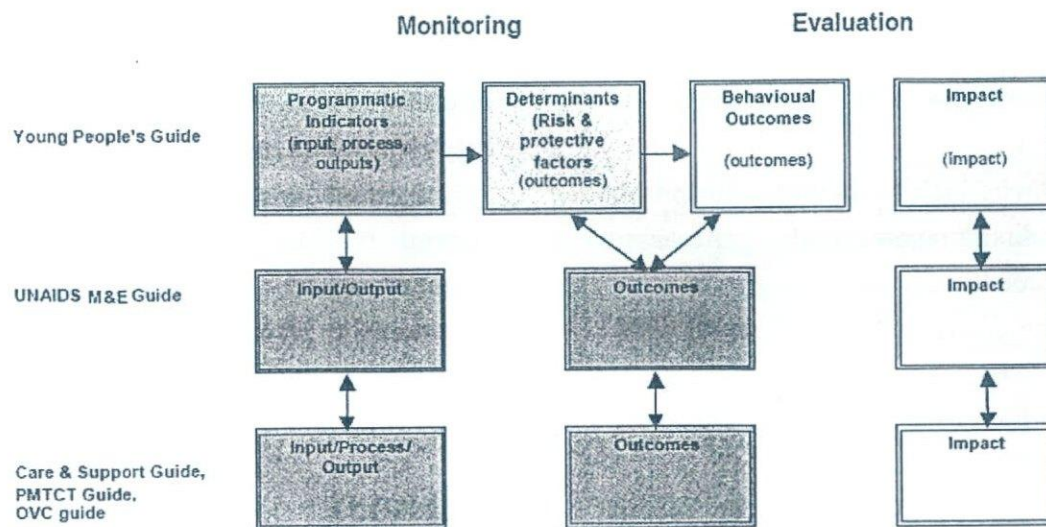 Monitoring
Evaluation
Young People's Guide
Programmatic
Indicators
(input, process,
outputs)
Determinants
(Risk &
protective
factors
(outcomes)
Behavioual
Outcomes
(outcomes)
Impact
(impact)
UNAIDS M&E Guide
Input/Output
Outcomes
Impact
Care & Support Guide,
PMTCT Guide,
OVC guide
Input/Process/
Output
Outcomes
Impact